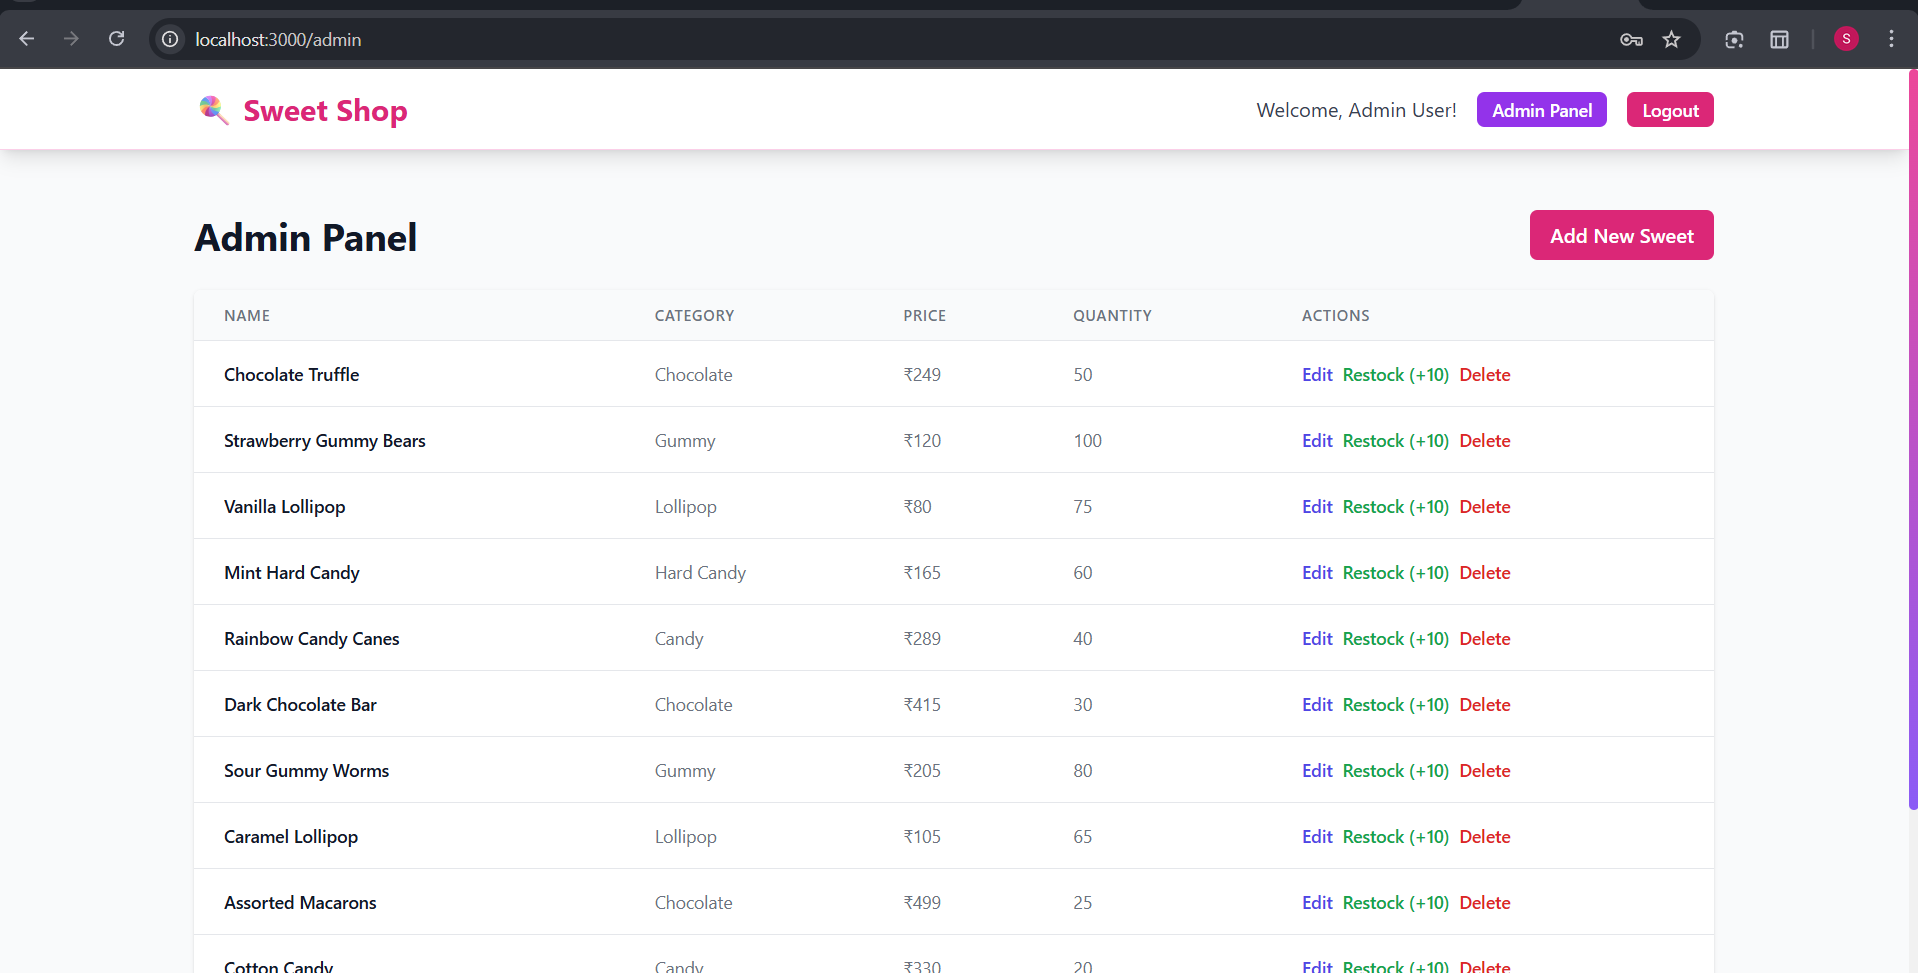 localhost:3000/admin
S
Sweet Shop
Welcome, Admin User!
Admin Panel
Logout
Admin Panel
Add New Sweet
NAME CATEGORY PRICE QUANTITY ACTIONS
Chocolate Truffle Chocolate ₹249 50 Edit Restock (+10) Delete
Strawberry Gummy Bears Gummy ₹120 100 Edit Restock (+10) Delete
Vanilla Lollipop Lollipop ₹80 75 Edit Restock (+10) Delete
Mint Hard Candy Hard Candy ₹165 60 Edit Restock (+10) Delete
Rainbow Candy Canes Candy ₹289 40 Edit Restock (+10) Delete
Dark Chocolate Bar Chocolate ₹415 30 Edit Restock (+10) Delete
Sour Gummy Worms Gummy ₹205 80 Edit Restock (+10) Delete
Caramel Lollipop Lollipop ₹105 65 Edit Restock (+10) Delete
Assorted Macarons Chocolate ₹499 25 Edit Restock (+10) Delete
Cotton Candy Candy ₹330 20 Edit Restock (+10) Delete